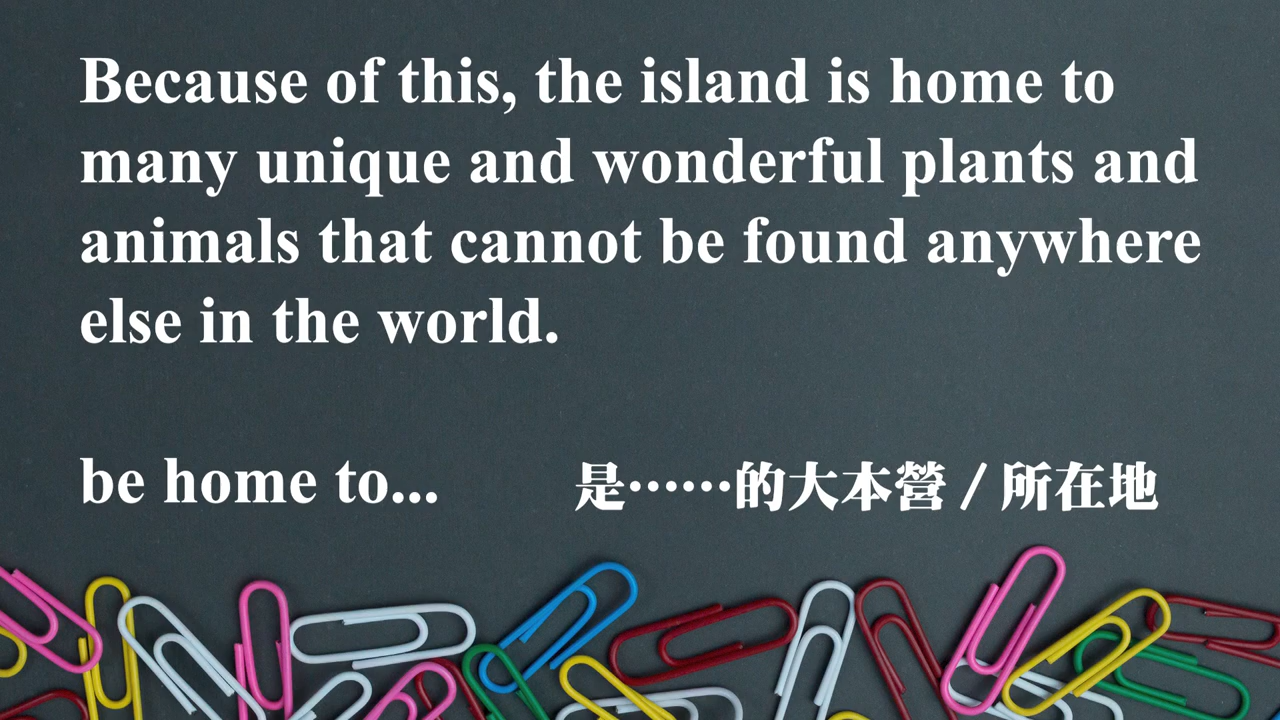 Because of this, the island is home to
many unique and wonderful plants and
animals that cannot be found anywhere
else in the world.
be home to... 是……的大本營 / 所在地